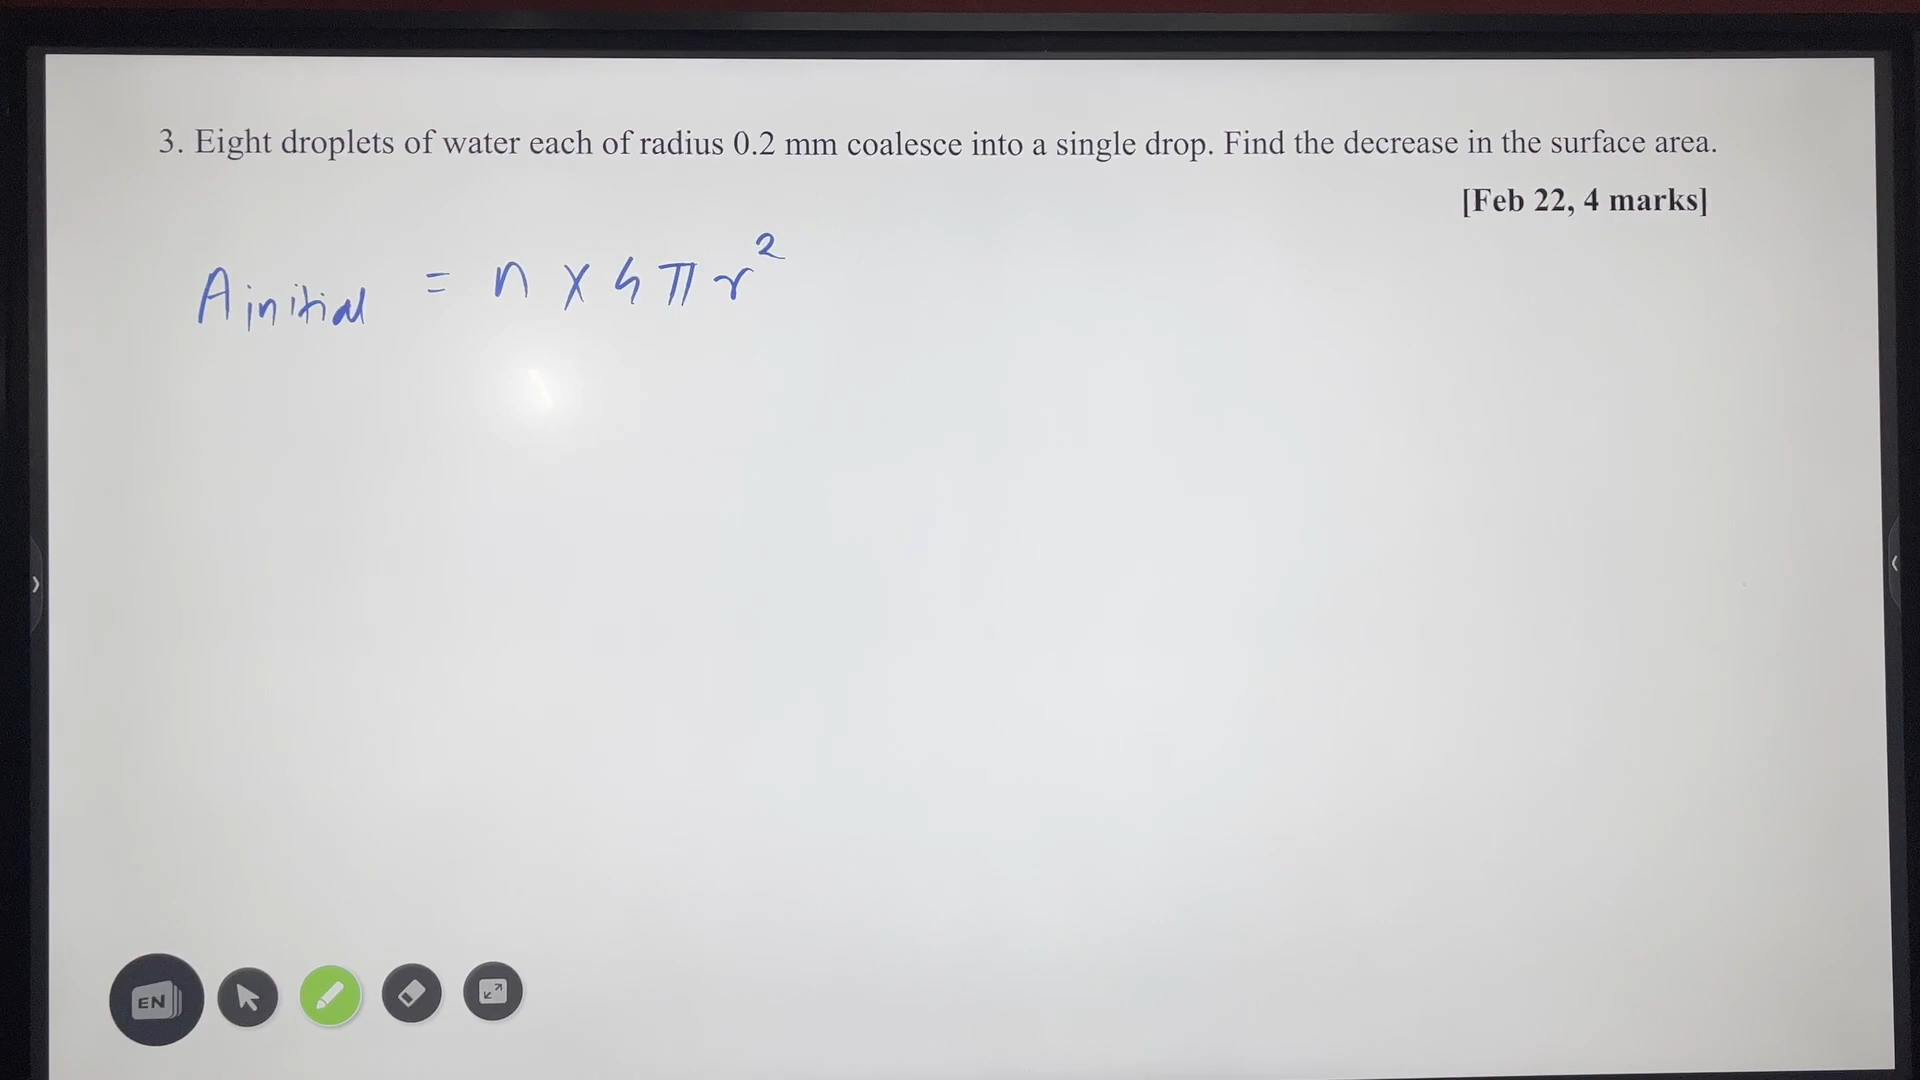 3. Eight droplets of water each of radius 0.2 mm coalesce into a single drop. Find the decrease in the surface area.
[Feb 22, 4 marks]
A initial = n × 4 π r²
EN